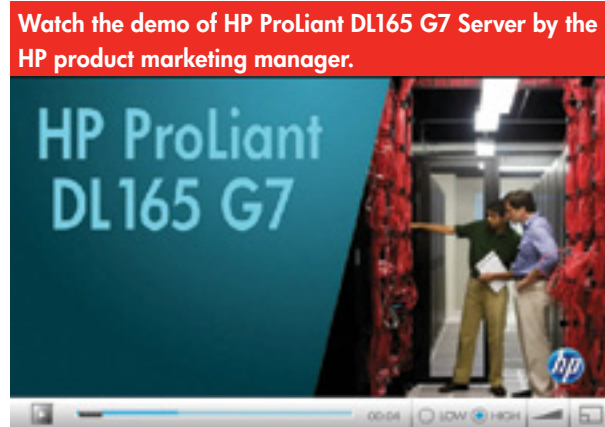 Watch the demo of HP ProLiant DL165 G7 Server by the
HP product marketing manager.
HP ProLiant
DL165 G7
hp
00:04 LOW HIGH